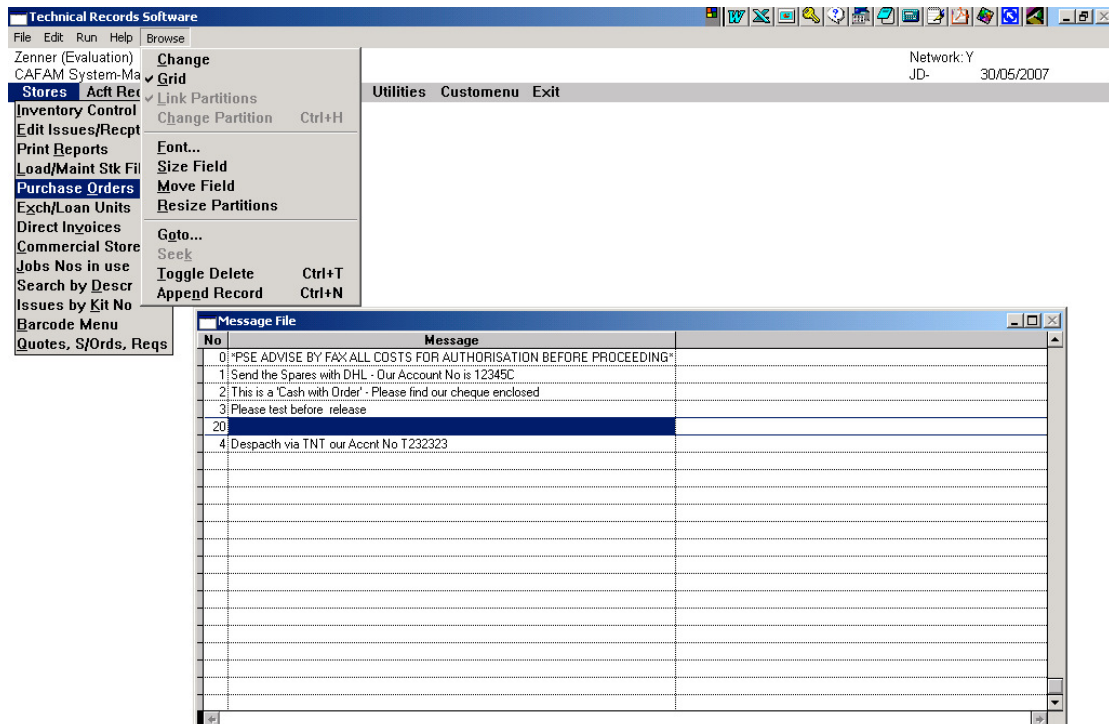 Technical Records Software
File Edit Run Help Browse
Zenner (Evaluation)
Network: Y
CAFAM System-Ma
JD- 30/05/2007
Stores Acft Rec Utilities Customenu Exit
Inventory Control
Edit Issues/Recpt
Print Reports
Load/Maint Stk Fil
Purchase Orders
Exch/Loan Units
Direct Invoices
Commercial Store
Jobs Nos in use
Search by Descr
Issues by Kit No
Barcode Menu
Quotes, S/Ords, Reqs
Change
Grid
Link Partitions
Change Partition Ctrl+H
Font...
Size Field
Move Field
Resize Partitions
Goto...
Seek
Toggle Delete Ctrl+T
Append Record Ctrl+N
Message File
No Message
0 *PSE ADVISE BY FAX ALL COSTS FOR AUTHORISATION BEFORE PROCEEDING*
1 Send the Spares with DHL - Our Account No is 12345C
2 This is a 'Cash with Order' - Please find our cheque enclosed
3 Please test before release
20
4 Despacth via TNT our Accnt No T232323